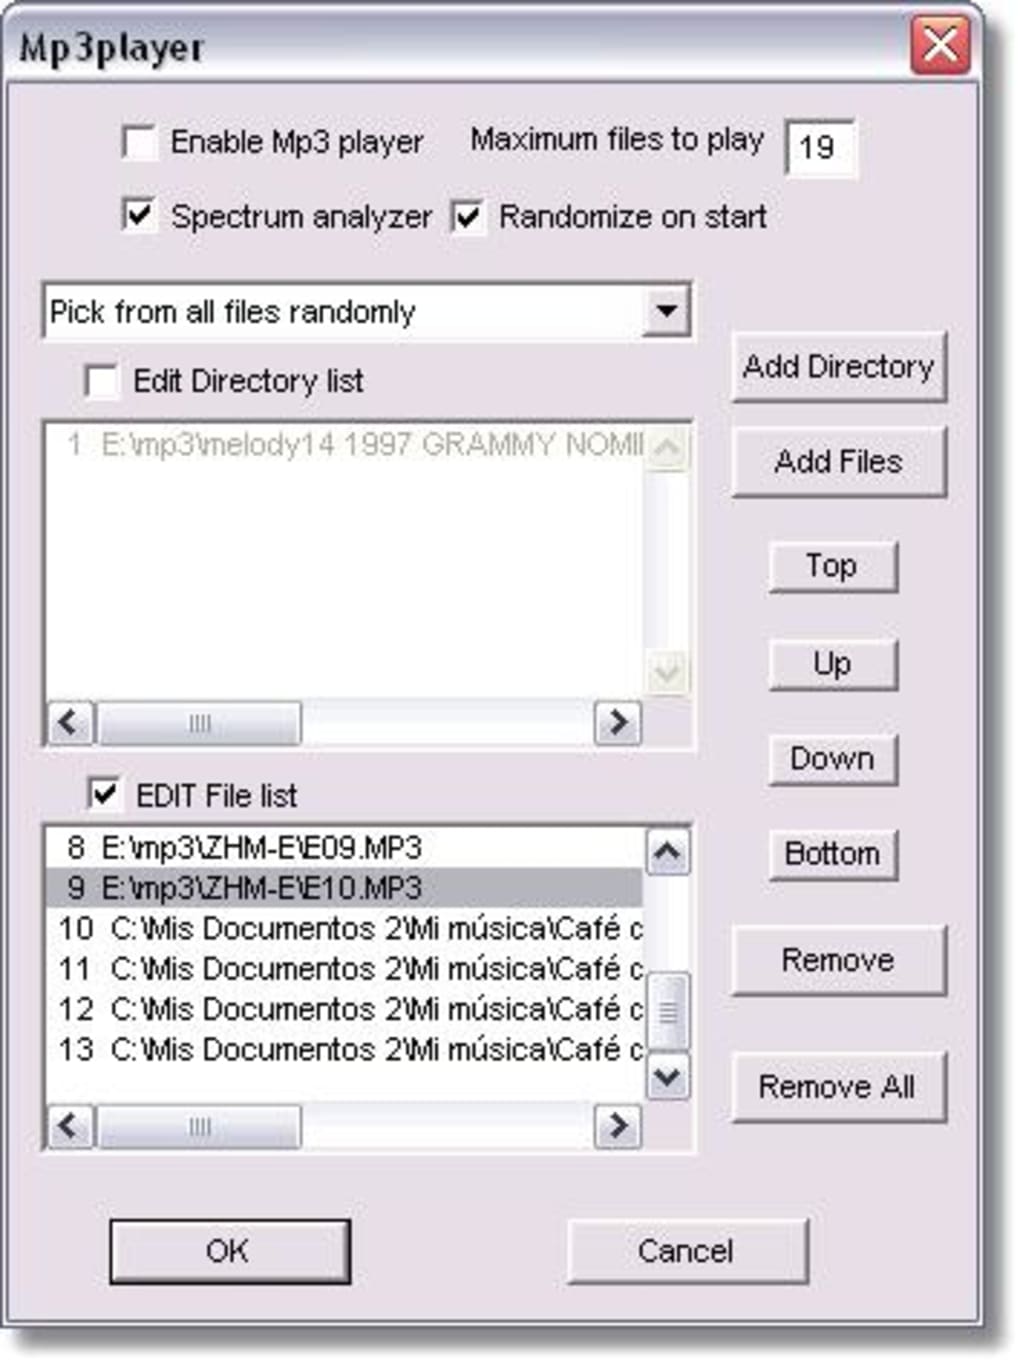 Mp3player
Enable Mp3 player Maximum files to play 19
Spectrum analyzer Randomize on start
Pick from all files randomly
Edit Directory list
Add Directory
1 E:\mp3\melody14 1997 GRAMMY
Add Files
Top
Up
Down
EDIT File list
8 E:\mp3\ZHM-E\E09.MP3
Bottom
9 E:\mp3\ZHM-E\E10.MP3
10 C:\Mis Documentos 2\Mi música\Café c
11 C:\Mis Documentos 2\Mi música\Café c
Remove
12 C:\Mis Documentos 2\Mi música\Café c
13 C:\Mis Documentos 2\Mi música\Café c
Remove All
OK Cancel